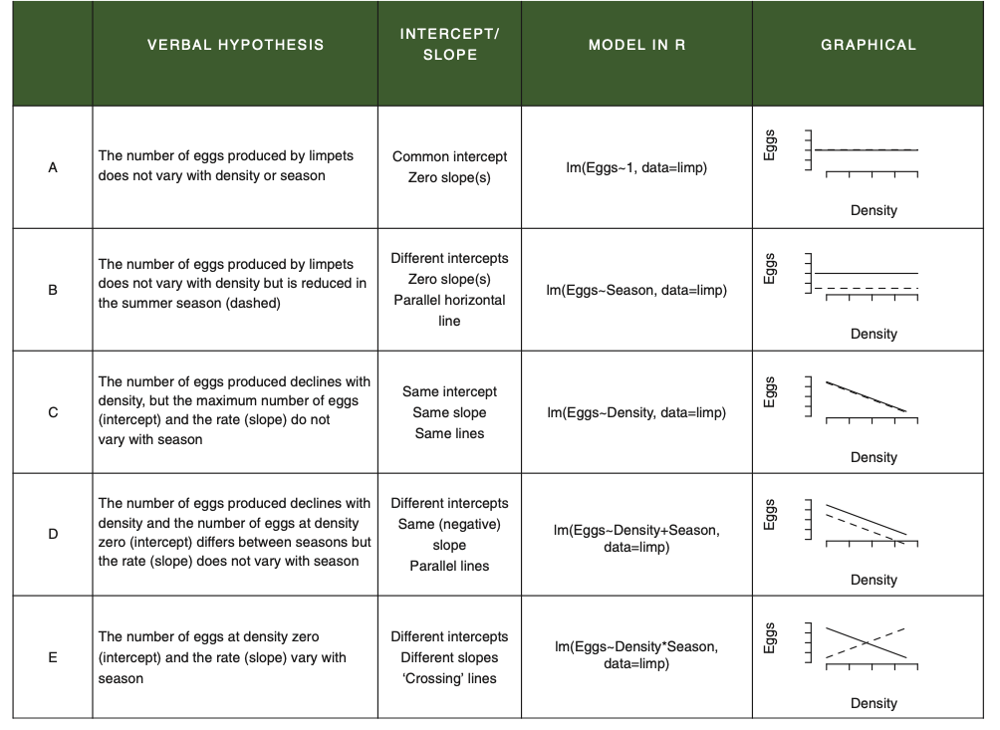 VERBAL HYPOTHESIS
INTERCEPT/
SLOPE
MODEL IN R
GRAPHICAL
A
The number of eggs produced by limpets
does not vary with density or season
Common intercept
Zero slope(s)
lm(Eggs~1, data=limp)
Eggs
Density
B
The number of eggs produced by limpets
does not vary with density but is reduced in
the summer season (dashed)
Different intercepts
Zero slope(s)
Parallel horizontal
line
lm(Eggs~Season, data=limp)
Eggs
Density
C
The number of eggs produced declines with
density, but the maximum number of eggs
(intercept) and the rate (slope) do not
vary with season
Same intercept
Same slope
Same lines
lm(Eggs~Density, data=limp)
Eggs
Density
D
The number of eggs produced declines with
density and the number of eggs at density
zero (intercept) differs between seasons but
the rate (slope) does not vary with season
Different intercepts
Same (negative)
slope
Parallel lines
lm(Eggs~Density+Season,
data=limp)
Eggs
Density
E
The number of eggs at density zero
(intercept) and the rate (slope) vary with
season
Different intercepts
Different slopes
‘Crossing’ lines
lm(Eggs~Density*Season,
data=limp)
Eggs
Density